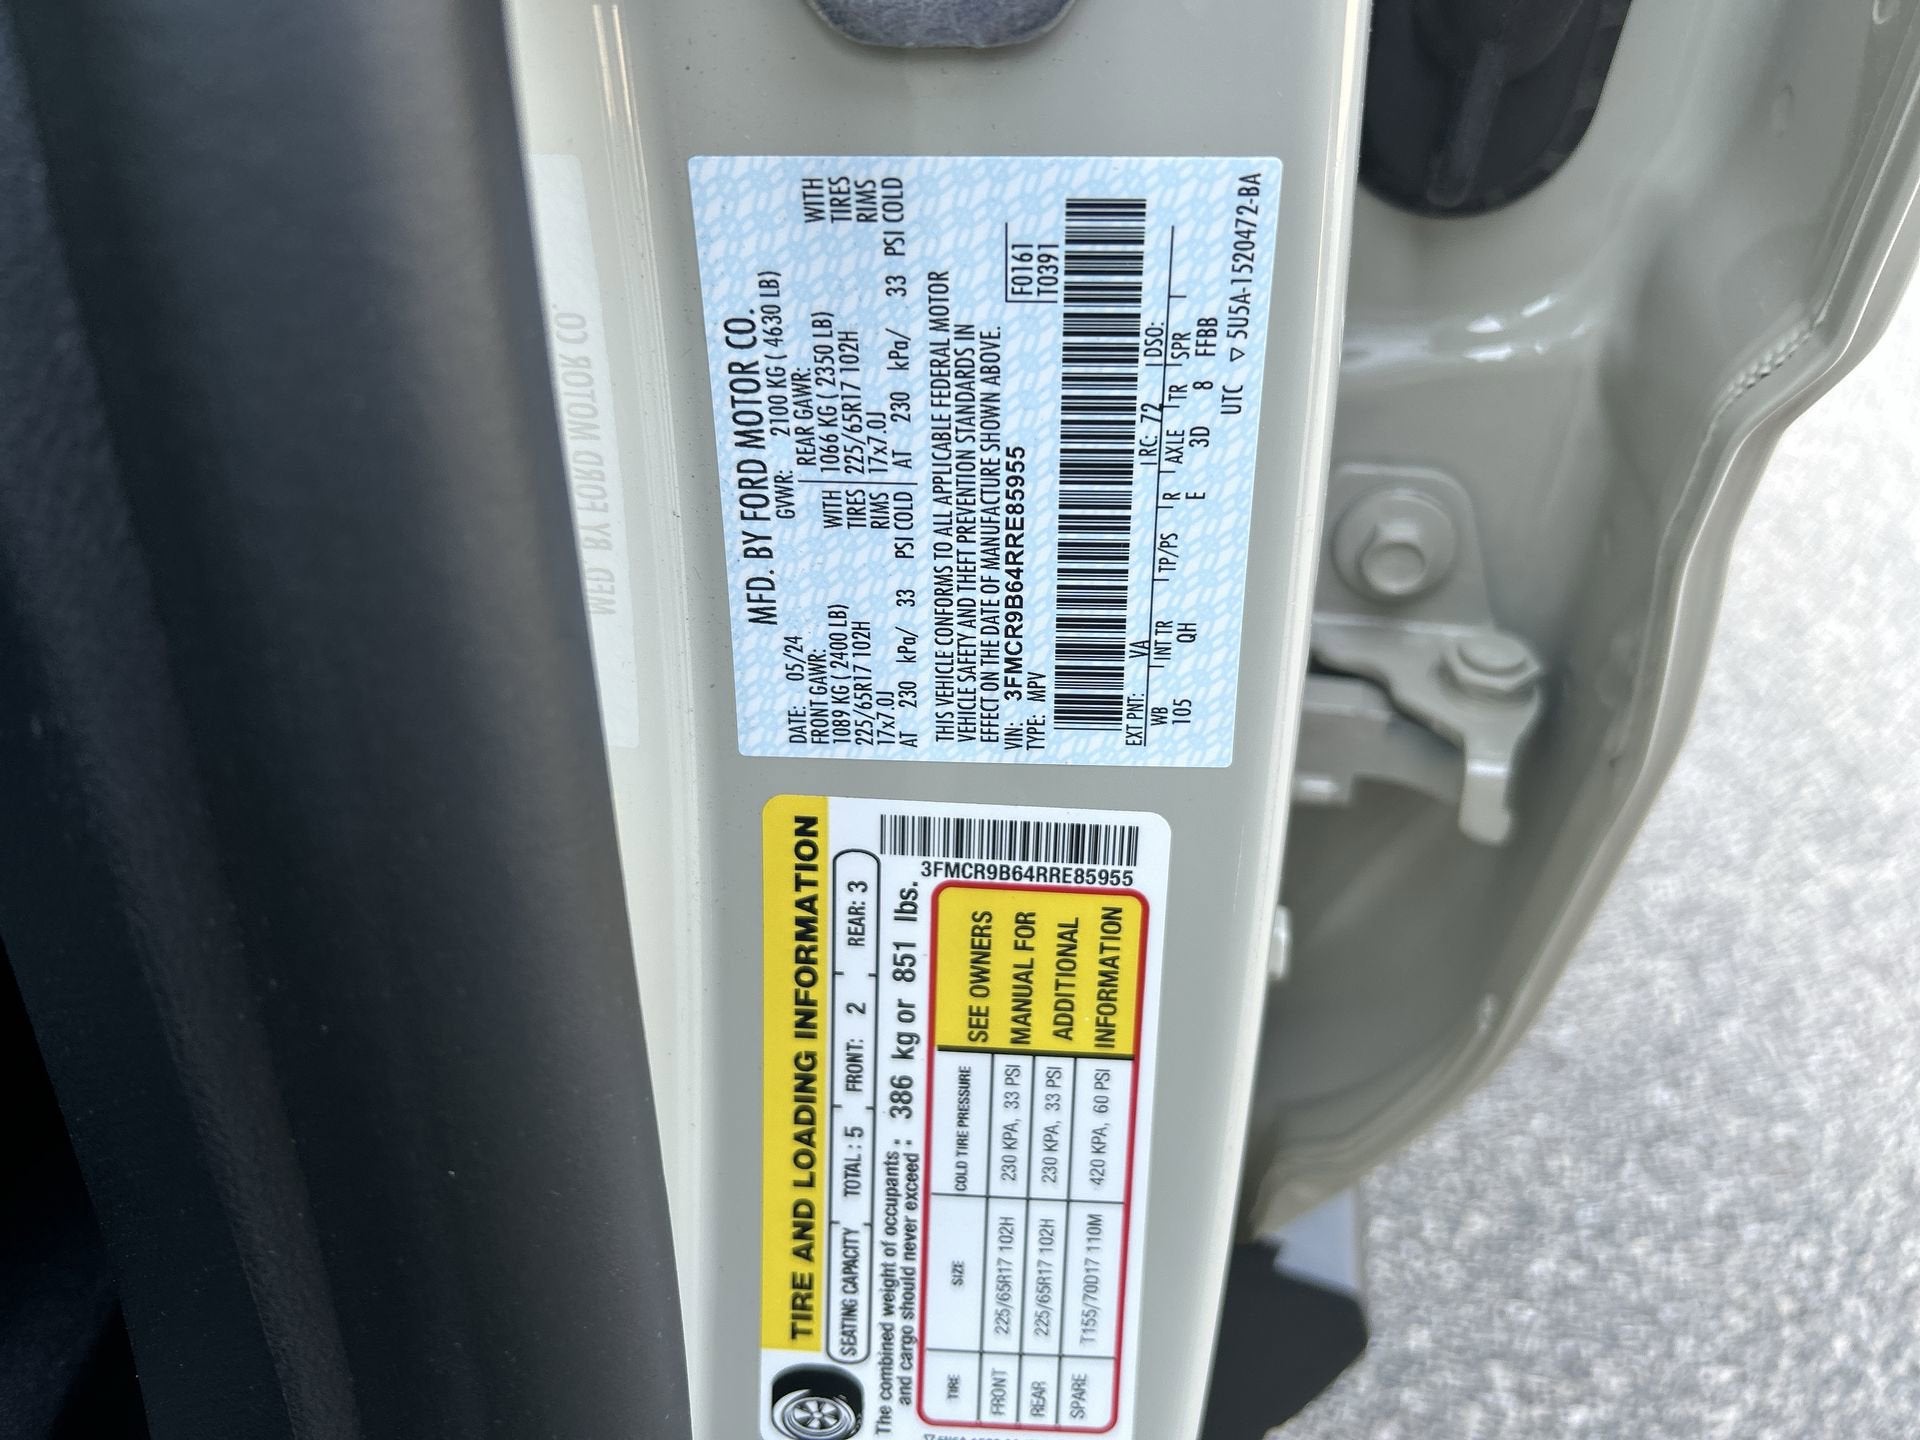 MFD. BY FORD MOTOR CO.
DATE: 05/24 GVWR: 2100 KG ( 4630 LB)
FRONT GAWR: REAR GAWR:
1089 KG ( 2400 LB) WITH 1066 KG ( 2350 LB) WITH
225/65R17 102H TIRES 225/65R17 102H TIRES
17x7.0J RIMS 17x7.0J RIMS
AT 230 kPa/ 33 PSI COLD AT 230 kPa/ 33 PSI COLD
THIS VEHICLE CONFORMS TO ALL APPLICABLE FEDERAL MOTOR
VEHICLE SAFETY AND THEFT PREVENTION STANDARDS IN
EFFECT ON THE DATE OF MANUFACTURE SHOWN ABOVE.
VIN: 3FMCR9B64RRE85955 F0161
TYPE: MPV T0391
EXT PNT: VA RC: 72 DSO:
WB INT TR TP/PS R AXLE TR SPR
105 QH E 3D 8 FFBB
UTC ▽ 5U5A-1520472-BA
TIRE AND LOADING INFORMATION
SEATING CAPACITY TOTAL : 5 FRONT: 2 REAR: 3
The combined weight of occupants
and cargo should never exceed : 386 kg or 851 lbs.
3FMCR9B64RRE85955
TIRE SIZE COLD TIRE PRESSURE
FRONT 225/65R17 102H 230 KPA, 33 PSI
REAR 225/65R17 102H 230 KPA, 33 PSI
SPARE T155/70D17 110M 420 KPA, 60 PSI
SEE OWNERS
MANUAL FOR
ADDITIONAL
INFORMATION